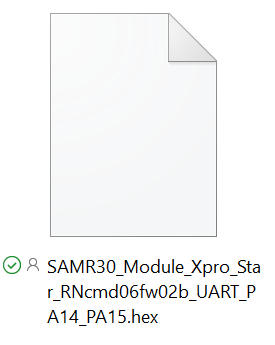 SAMR30_Module_Xpro_Sta
r_RNcmd06fw02b_UART_P
A14_PA15.hex